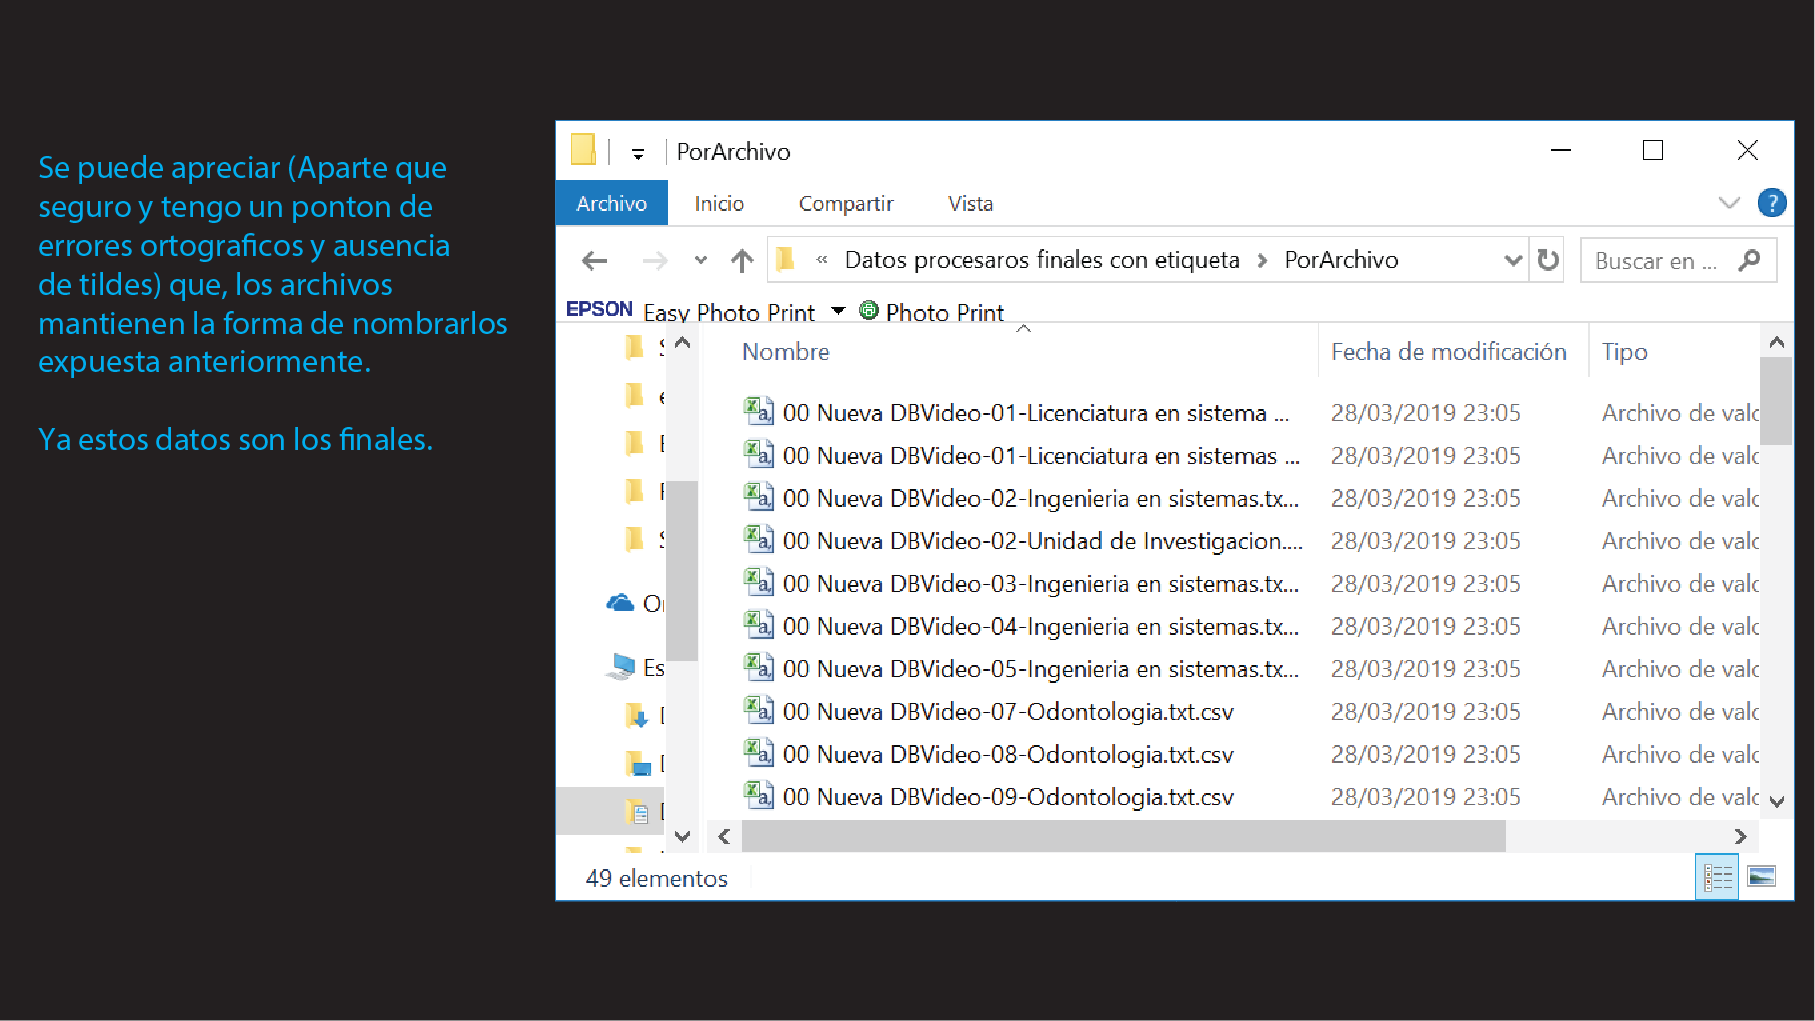 Se puede apreciar (Aparte que
seguro y tengo un ponton de
errores ortograficos y ausencia
de tildes) que, los archivos
mantienen la forma de nombrarlos
expuesta anteriormente.
Ya estos datos son los finales.
PorArchivo
Archivo Inicio Compartir Vista
« Datos procesaros finales con etiqueta > PorArchivo
Buscar en ...
EPSON Easy Photo Print Photo Print
Nombre Fecha de modificación Tipo
00 Nueva DBVideo-01-Licenciatura en sistema ... 28/03/2019 23:05 Archivo de valc
00 Nueva DBVideo-01-Licenciatura en sistemas ... 28/03/2019 23:05 Archivo de valc
00 Nueva DBVideo-02-Ingenieria en sistemas.tx... 28/03/2019 23:05 Archivo de valc
00 Nueva DBVideo-02-Unidad de Investigacion.... 28/03/2019 23:05 Archivo de valc
00 Nueva DBVideo-03-Ingenieria en sistemas.tx... 28/03/2019 23:05 Archivo de valc
00 Nueva DBVideo-04-Ingenieria en sistemas.tx... 28/03/2019 23:05 Archivo de valc
00 Nueva DBVideo-05-Ingenieria en sistemas.tx... 28/03/2019 23:05 Archivo de valc
00 Nueva DBVideo-07-Odontologia.txt.csv 28/03/2019 23:05 Archivo de valc
00 Nueva DBVideo-08-Odontologia.txt.csv 28/03/2019 23:05 Archivo de valc
00 Nueva DBVideo-09-Odontologia.txt.csv 28/03/2019 23:05 Archivo de valc
Es
49 elementos